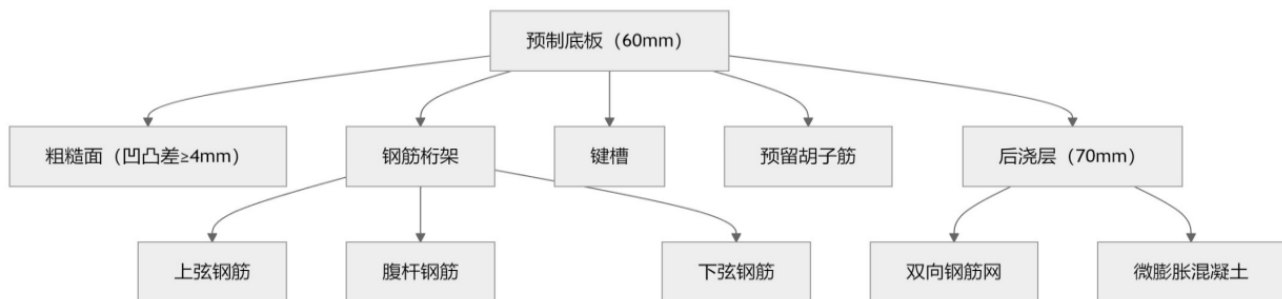 预制底板（60mm）
粗糙面（凹凸差≥4mm）
钢筋桁架
键槽
预留胡子筋
后浇层（70mm）
上弦钢筋
腹杆钢筋
下弦钢筋
双向钢筋网
微膨胀混凝土